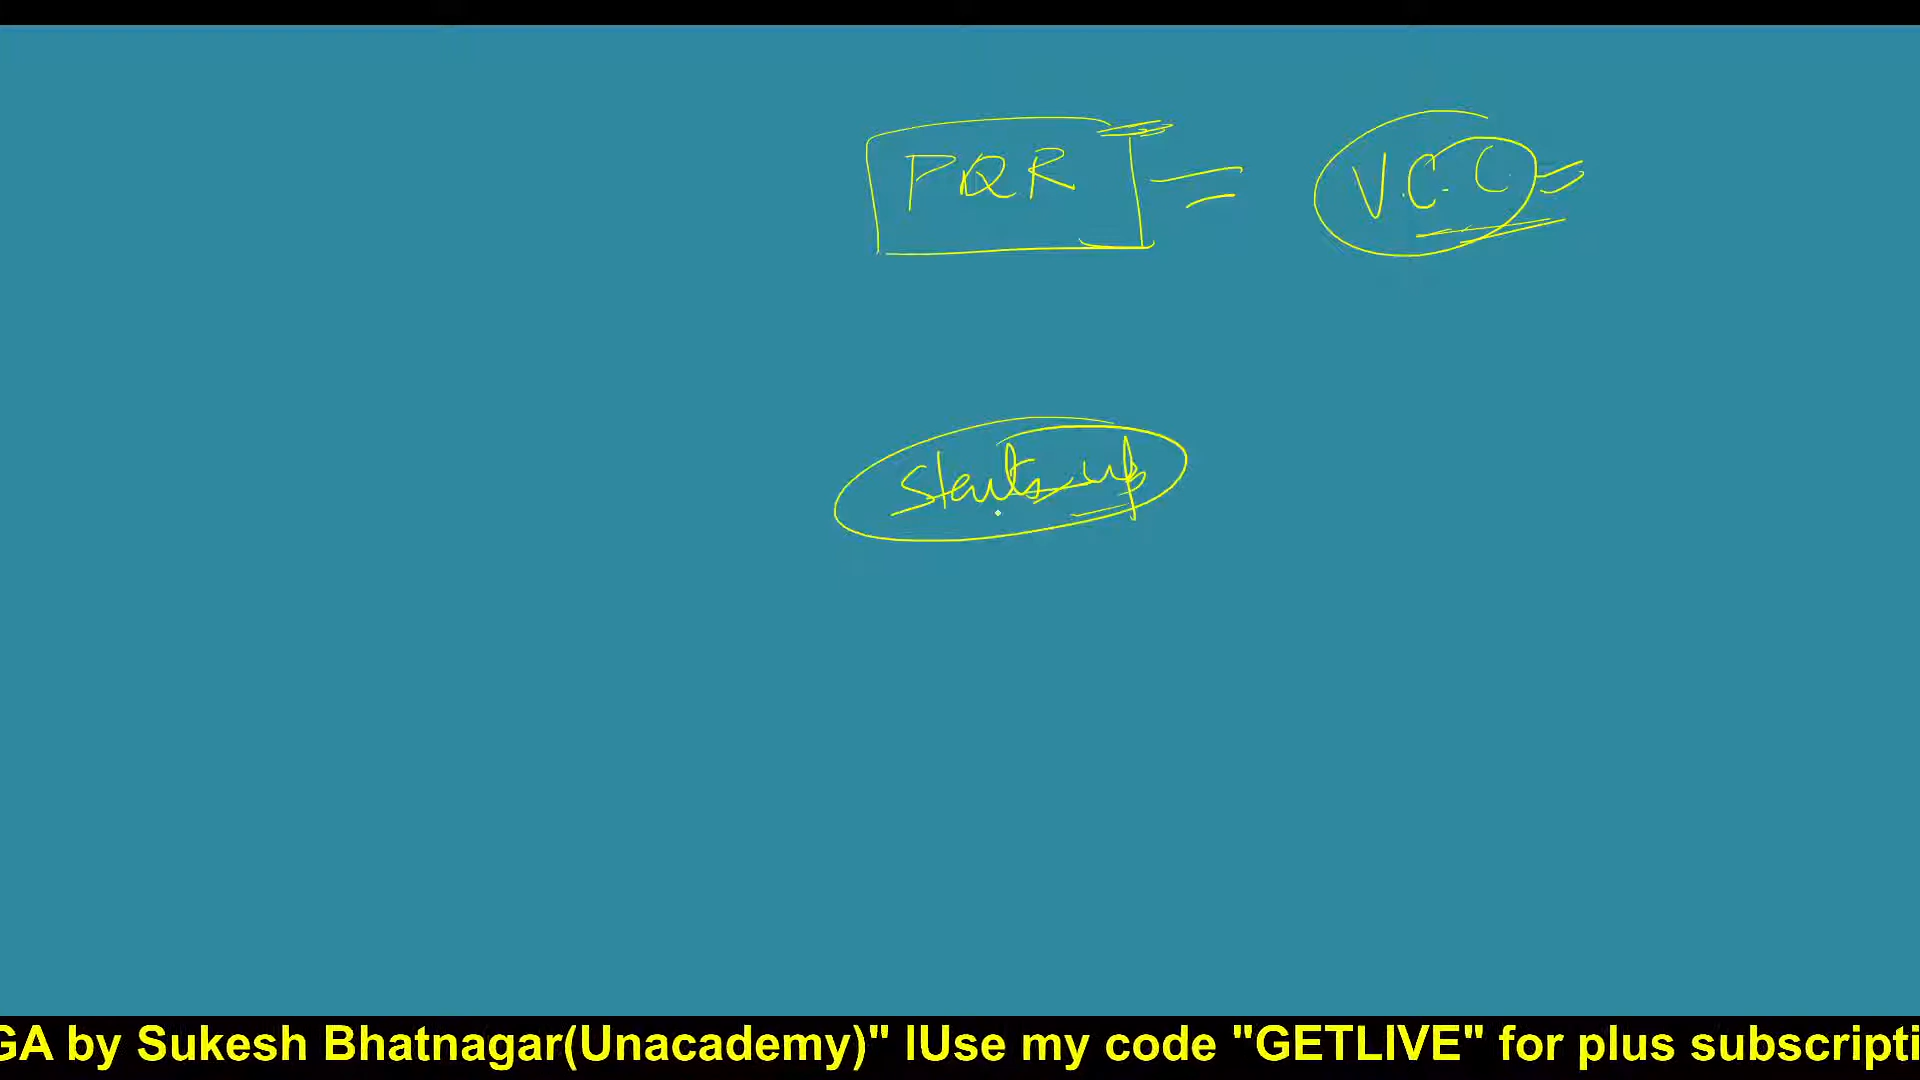 PQR = V.C.C =
Starts-up
GA by Sukesh Bhatnagar(Unacademy)" lUse my code "GETLIVE" for plus subscripti